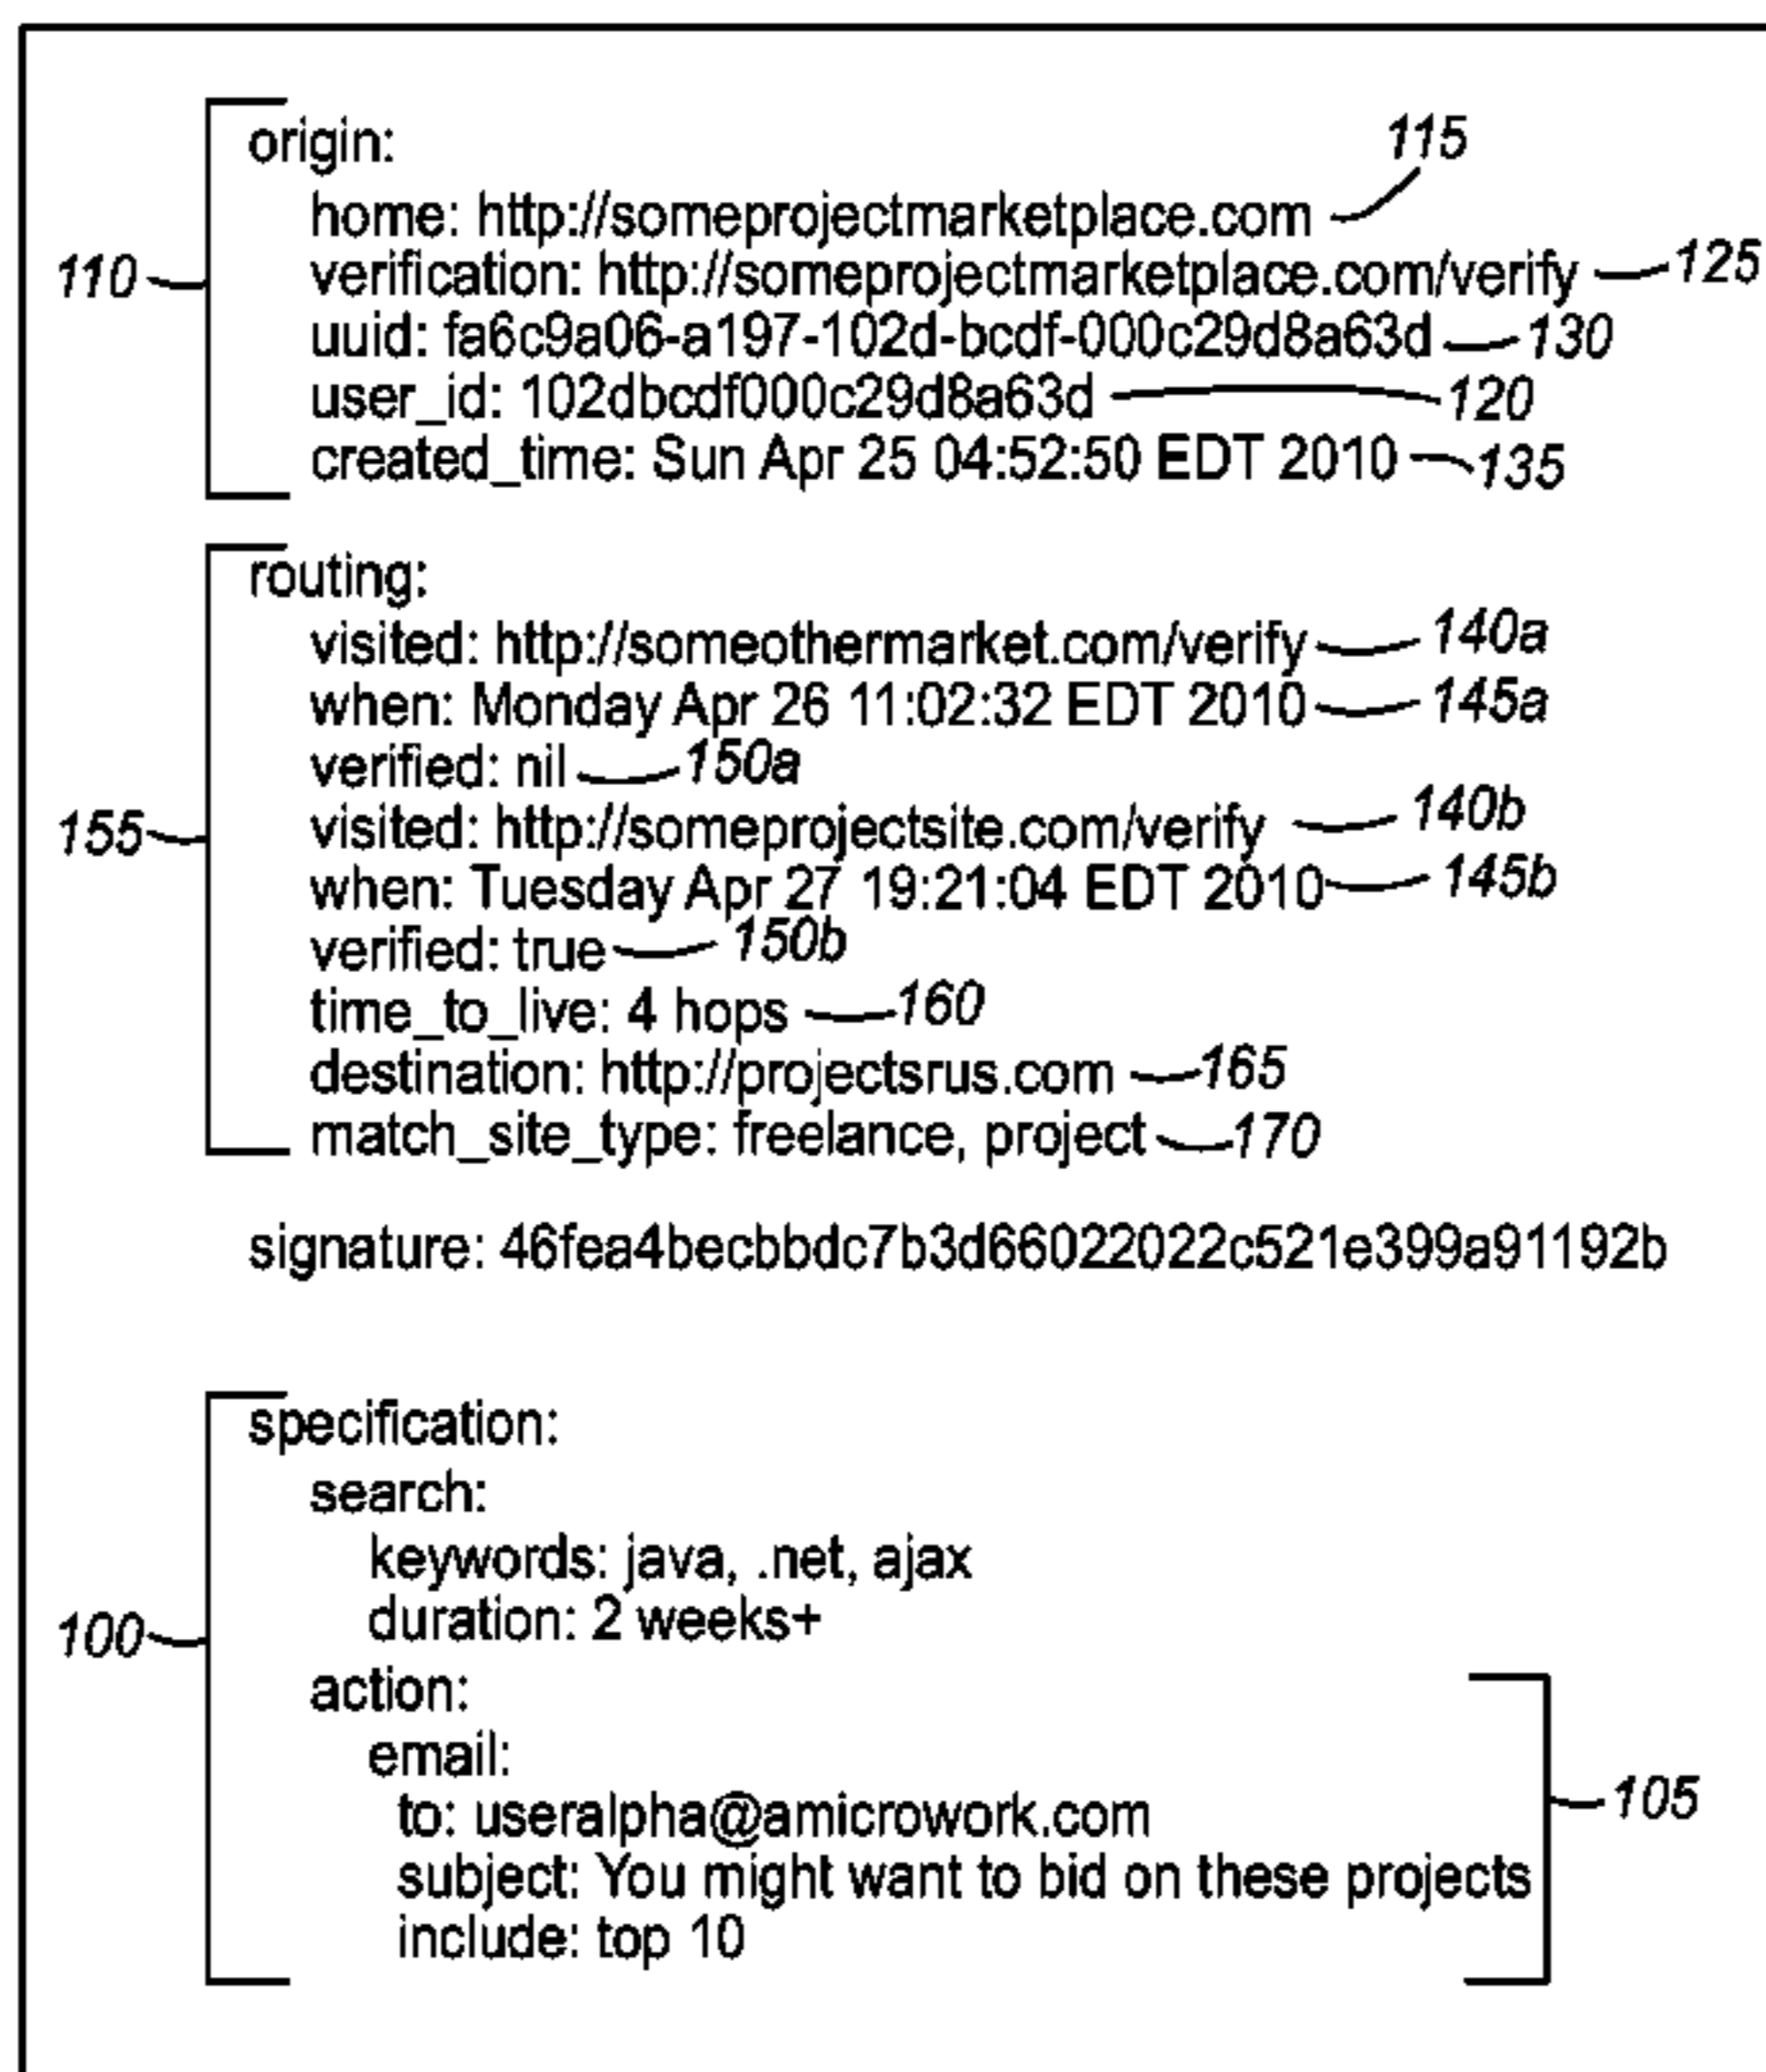 origin:
115
home: http://someprojectmarketplace.com
110
verification: http://someprojectmarketplace.com/verify
125
uuid: fa6c9a06-a197-102d-bcdf-000c29d8a63d
130
user_id: 102dbcdf000c29d8a63d
120
created_time: Sun Apr 25 04:52:50 EDT 2010
135
routing:
visited: http://someothermarket.com/verify
140a
when: Monday Apr 26 11:02:32 EDT 2010
145a
verified: nil
150a
155
visited: http://someprojectsite.com/verify
140b
when: Tuesday Apr 27 19:21:04 EDT 2010
145b
verified: true
150b
time_to_live: 4 hops
160
destination: http://projectsrus.com
165
match_site_type: freelance, project
170
signature: 46fea4becbbdc7b3d66022022c521e399a91192b
specification:
search:
keywords: java, .net, ajax
duration: 2 weeks+
100
action:
email:
to: useralpha@amicrowork.com
105
subject: You might want to bid on these projects
include: top 10